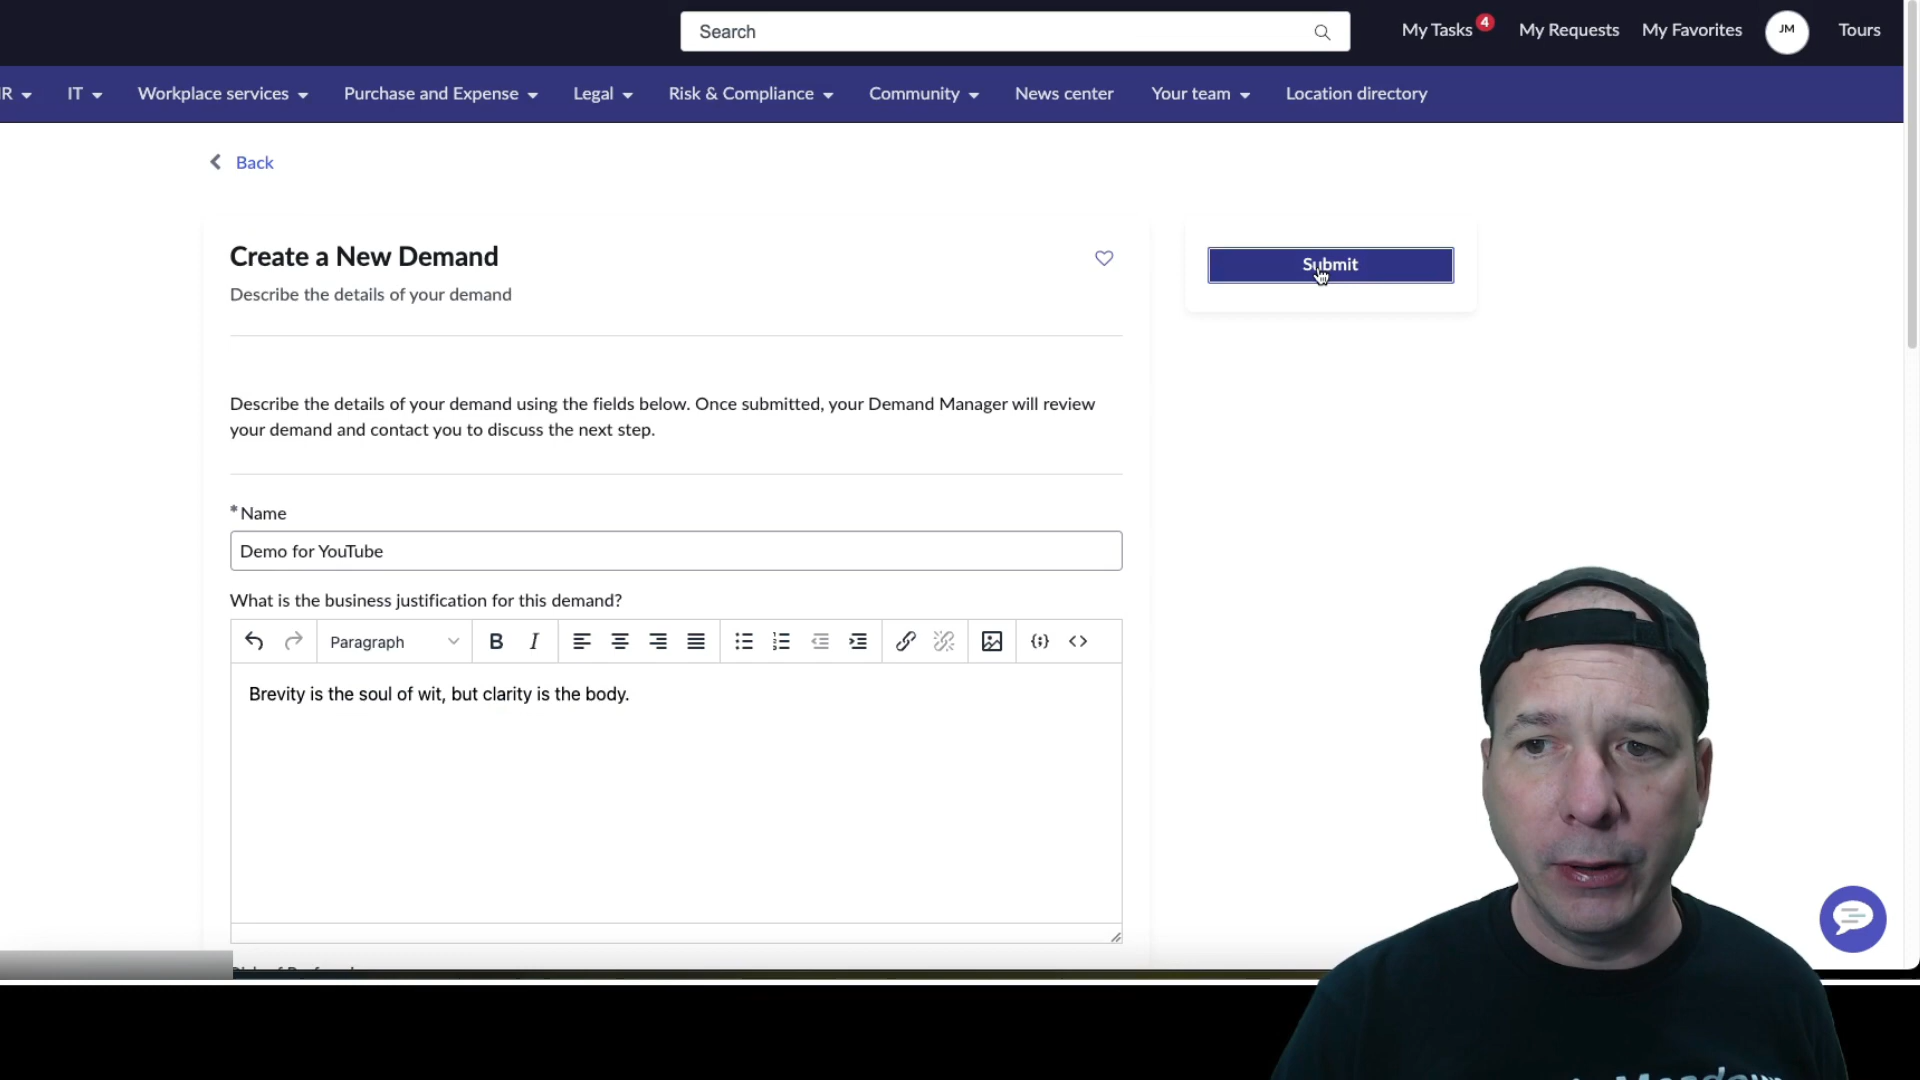 Search
My Tasks 4 My Requests My Favorites JM Tours
R IT Workplace services Purchase and Expense Legal Risk & Compliance Community News center Your team Location directory
Back
Create a New Demand
Describe the details of your demand
Submit
Describe the details of your demand using the fields below. Once submitted, your Demand Manager will review
your demand and contact you to discuss the next step.
* Name
Demo for YouTube
What is the business justification for this demand?
Paragraph B I
Brevity is the soul of wit, but clarity is the body.